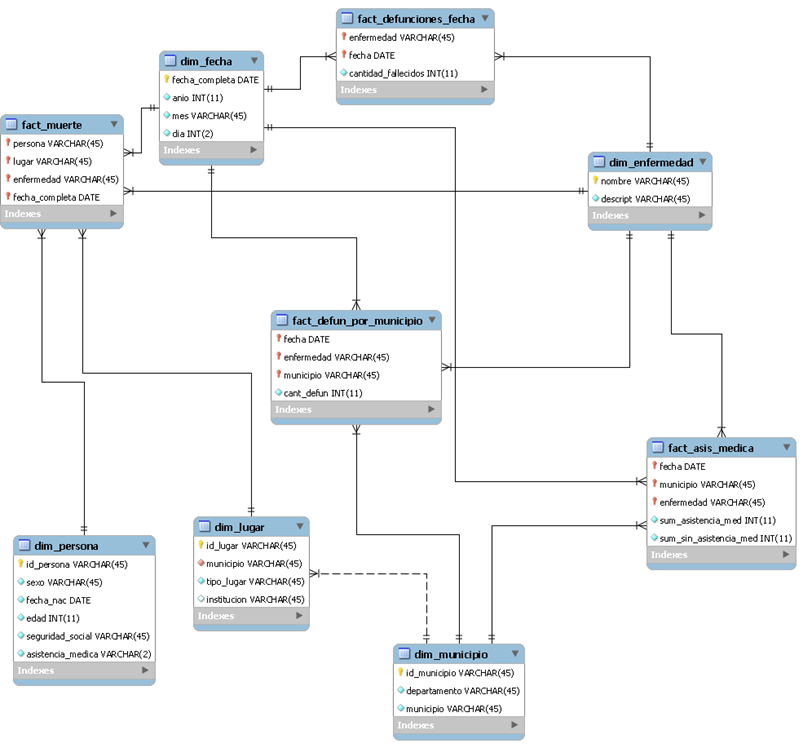 fact_defunciones_fecha
enfermedad VARCHAR(45)
fecha DATE
cantidad_fallecidos INT(11)
Indexes
dim_fecha
fecha_completa DATE
anio INT(11)
mes VARCHAR(45)
dia INT(2)
Indexes
fact_muerte
persona VARCHAR(45)
lugar VARCHAR(45)
enfermedad VARCHAR(45)
fecha_completa DATE
Indexes
dim_enfermedad
nombre VARCHAR(45)
descript VARCHAR(45)
Indexes
fact_defun_por_municipio
fecha DATE
enfermedad VARCHAR(45)
municipio VARCHAR(45)
cant_defun INT(11)
Indexes
fact_asis_medica
fecha DATE
municipio VARCHAR(45)
enfermedad VARCHAR(45)
sum_asistencia_med INT(11)
sum_sin_asistencia_med INT(11)
Indexes
dim_persona
id_persona VARCHAR(45)
sexo VARCHAR(45)
fecha_nac DATE
edad INT(11)
seguridad_social VARCHAR(45)
asistencia_medica VARCHAR(2)
Indexes
dim_lugar
id_lugar VARCHAR(45)
municipio VARCHAR(45)
tipo_lugar VARCHAR(45)
institucion VARCHAR(45)
Indexes
dim_municipio
id_municipio VARCHAR(45)
departamento VARCHAR(45)
municipio VARCHAR(45)
Indexes